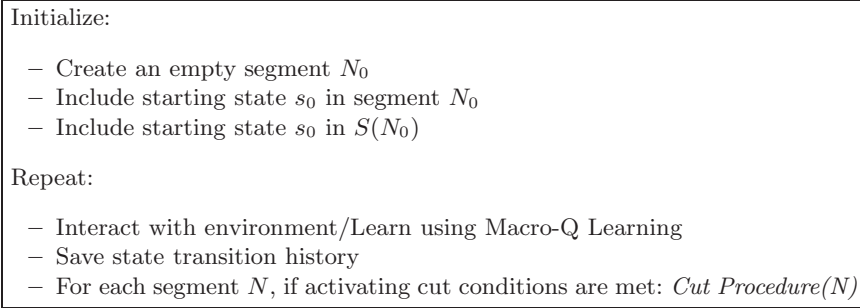 Initialize:
– Create an empty segment N₀
– Include starting state s₀ in segment N₀
– Include starting state s₀ in S(N₀)
Repeat:
– Interact with environment/Learn using Macro-Q Learning
– Save state transition history
– For each segment N, if activating cut conditions are met: Cut Procedure(N)